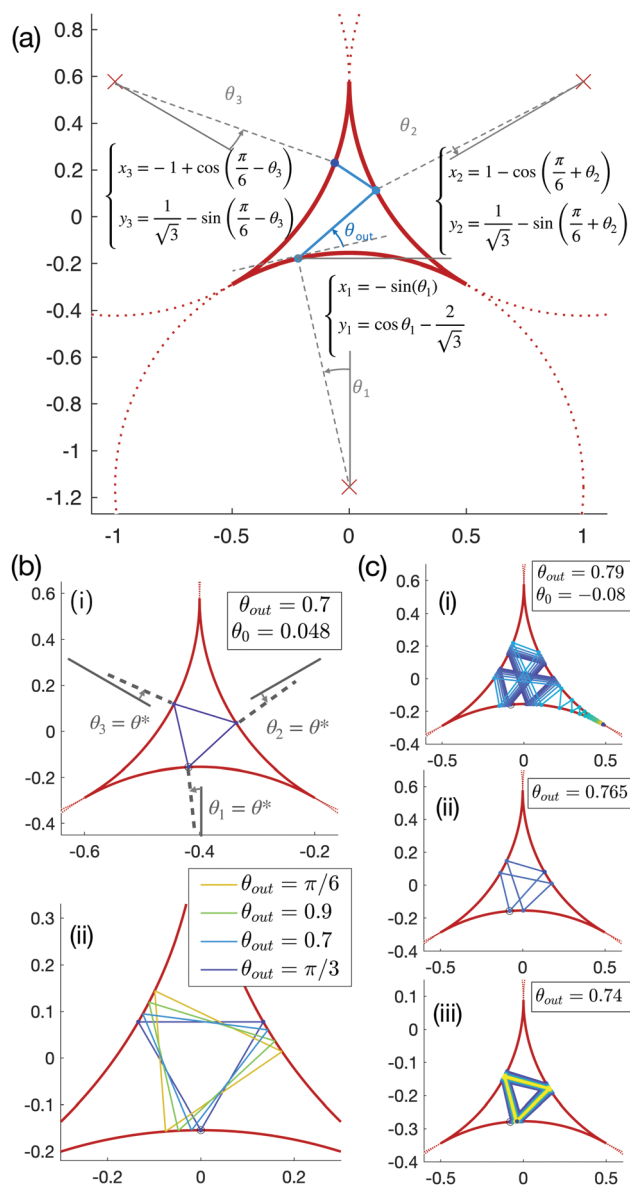 (a)
0.8
0.6
0.4
0.2
0
-0.2
-0.4
-0.6
-0.8
-1
-1.2
-1
-0.5
0
0.5
1
θ₃
θ₂
x₃ = − 1 + cos (π/6 − θ₃)
y₃ = 1/√3 − sin (π/6 − θ₃)
x₂ = 1 − cos (π/6 + θ₂)
y₂ = 1/√3 − sin (π/6 + θ₂)
θout
x₁ = − sin(θ₁)
y₁ = cos θ₁ − 2/√3
θ₁
(b)
(i)
θout = 0.7
θ₀ = 0.048
0.6
0.4
0.2
0
-0.2
-0.4
-0.6
-0.4
-0.2
θ₃ = θ*
θ₂ = θ*
θ₁ = θ*
(ii)
θout = π/6
θout = 0.9
θout = 0.7
θout = π/3
0.3
0.2
0.1
0
-0.1
-0.2
-0.2
0
0.2
(c)
(i)
θout = 0.79
θ₀ = −0.08
0.6
0.4
0.2
0
-0.2
-0.4
-0.5
0
0.5
(ii)
θout = 0.765
0.6
0.4
0.2
0
-0.2
-0.4
-0.5
0
0.5
(iii)
θout = 0.74
0.1
0
-0.1
-0.2
-0.3
-0.4
-0.5
0
0.5